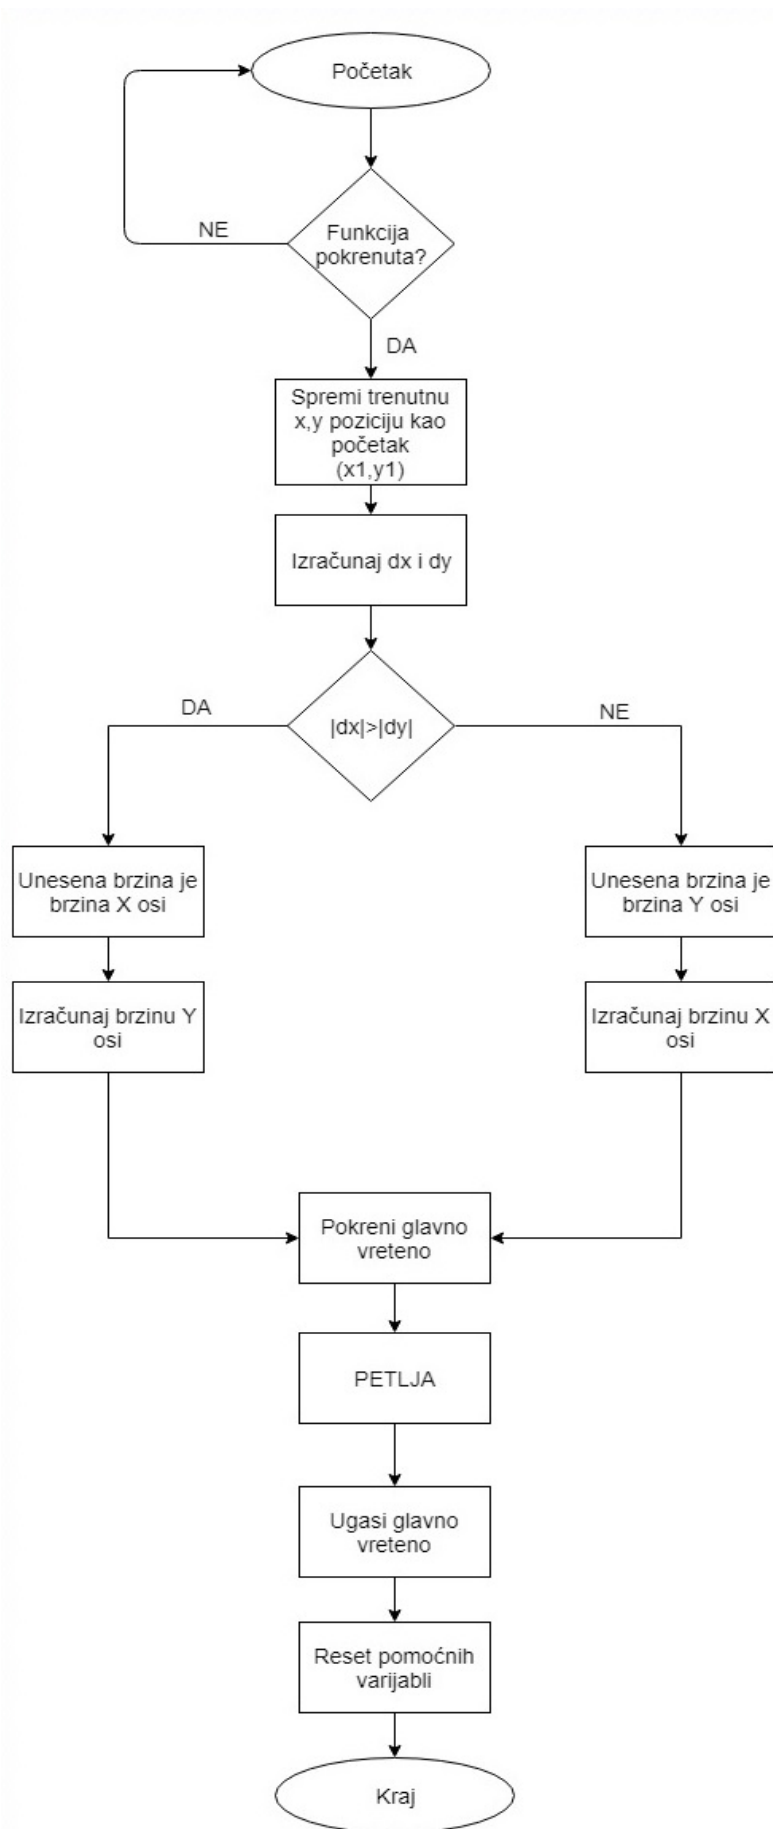 Početak
NE
Funkcija
pokrenuta?
DA
Spremi trenutnu
x,y poziciju kao
početak
(x1,y1)
Izračunaj dx i dy
DA
|dx|>|dy|
NE
Unesena brzina je
brzina X osi
Unesena brzina je
brzina Y osi
Izračunaj brzinu Y
osi
Izračunaj brzinu X
osi
Pokreni glavno
vreteno
PETLJA
Ugasi glavno
vreteno
Reset pomoćnih
varijabli
Kraj